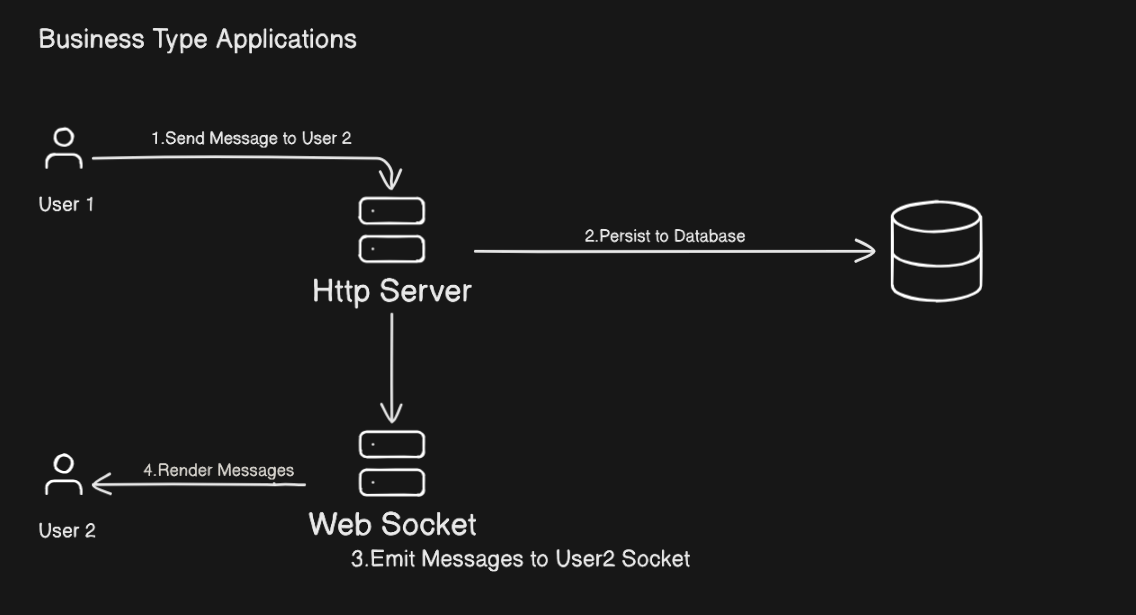 Business Type Applications
1.Send Message to User 2
User 1
2.Persist to Database
Http Server
4.Render Messages
User 2
Web Socket
3.Emit Messages to User2 Socket